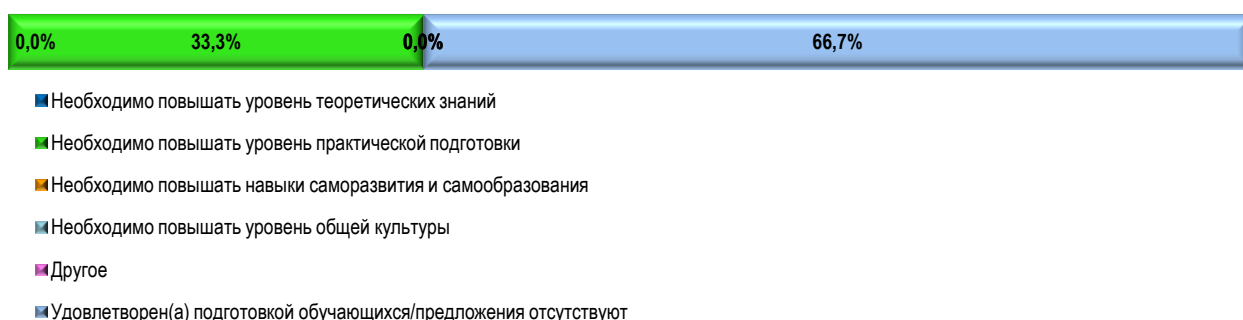 0,0% 33,3% 0,0% 66,7%
Необходимо повышать уровень теоретических знаний
Необходимо повышать уровень практической подготовки
Необходимо повышать навыки саморазвития и самообразования
Необходимо повышать уровень общей культуры
Другое
Удовлетворен(а) подготовкой обучающихся/предложения отсутствуют